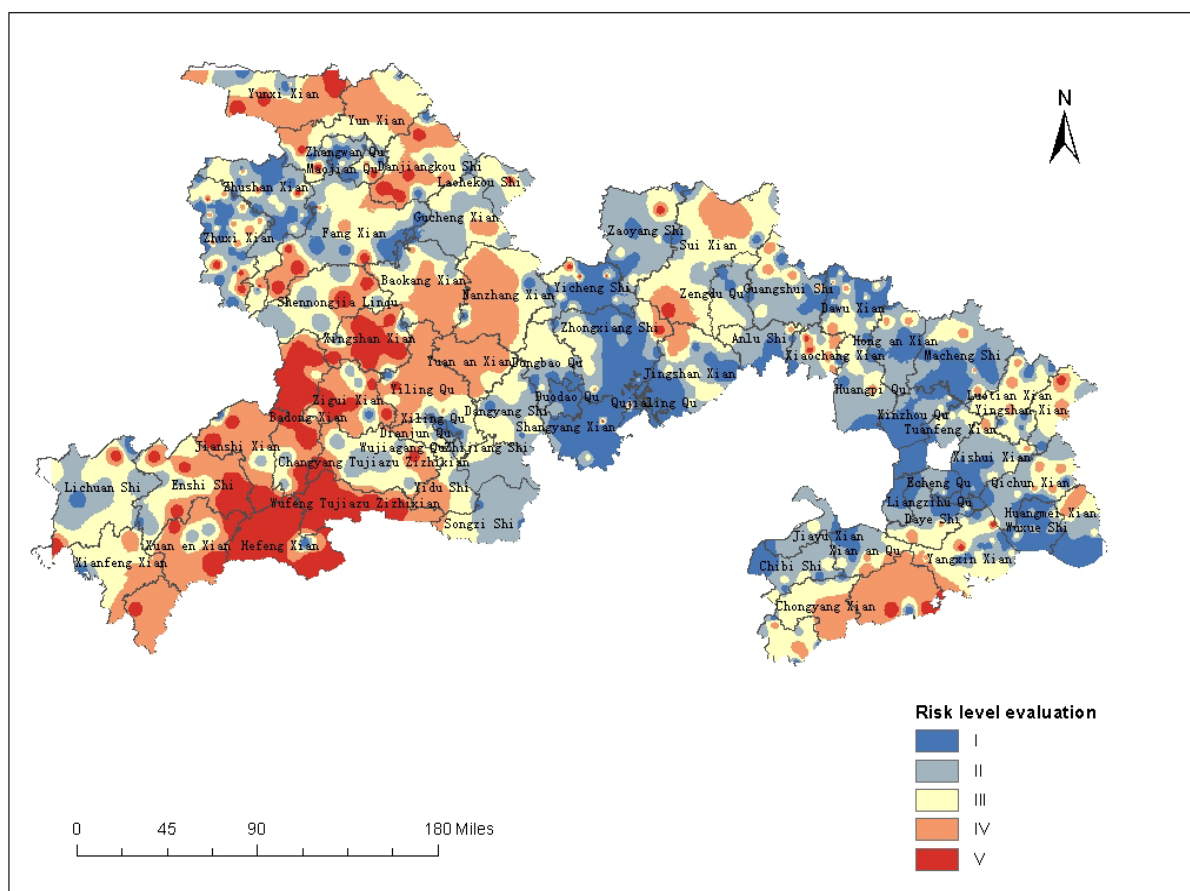 N
Yunxi Xian
Yun Xian
Zhangwan Qu
Maojian Qu
Danjiangkou Shi
Laohekou Shi
Zhushan Xian
Gucheng Xian
Zhuxi Xian
Fang Xian
Zaoyang Shi
Sui Xian
Baokang Xian
Nanzhang Xian
Yicheng Shi
Zengdu Qu
Guangshui Shi
Dawu Xian
Shennongjia Linqu
Zhongxiang Shi
Xingshan Xian
Anlu Shi
Hong an Xian
Xiaochang Xian
Macheng Shi
Yuan an Xian
Dongbao Qu
Jingshan Xian
Huangpi Qu
Luotian Xian
Yingshan Xian
Yiling Qu
Zigui Xian
Duodao Qu
Qujialing Qu
Xinzhou Qu
Tuanfeng Xian
Badong Xian
Xiling Qu
Dangyang Shi
Shangyang Xian
Dianjun Qu
Wujiagang Qu
Zhijiang Shi
Jianshi Xian
Changyang Tujiazu Zizhixian
Xishui Xian
Lichuan Shi
Enshi Shi
Yidu Shi
Echeng Qu
Qichun Xian
Wufeng Tujiazu Zizhixian
Liangzihu Qu
Huangmei Xian
Songzi Shi
Daye Shi
Wuxue Shi
Xuan en Xian
Hefeng Xian
Jiayu Xian
Xian an Qu
Xianfeng Xian
Chibi Shi
Yangxin Xian
Chongyang Xian
Risk level evaluation
I
II
III
IV
V
0 45 90 180 Miles